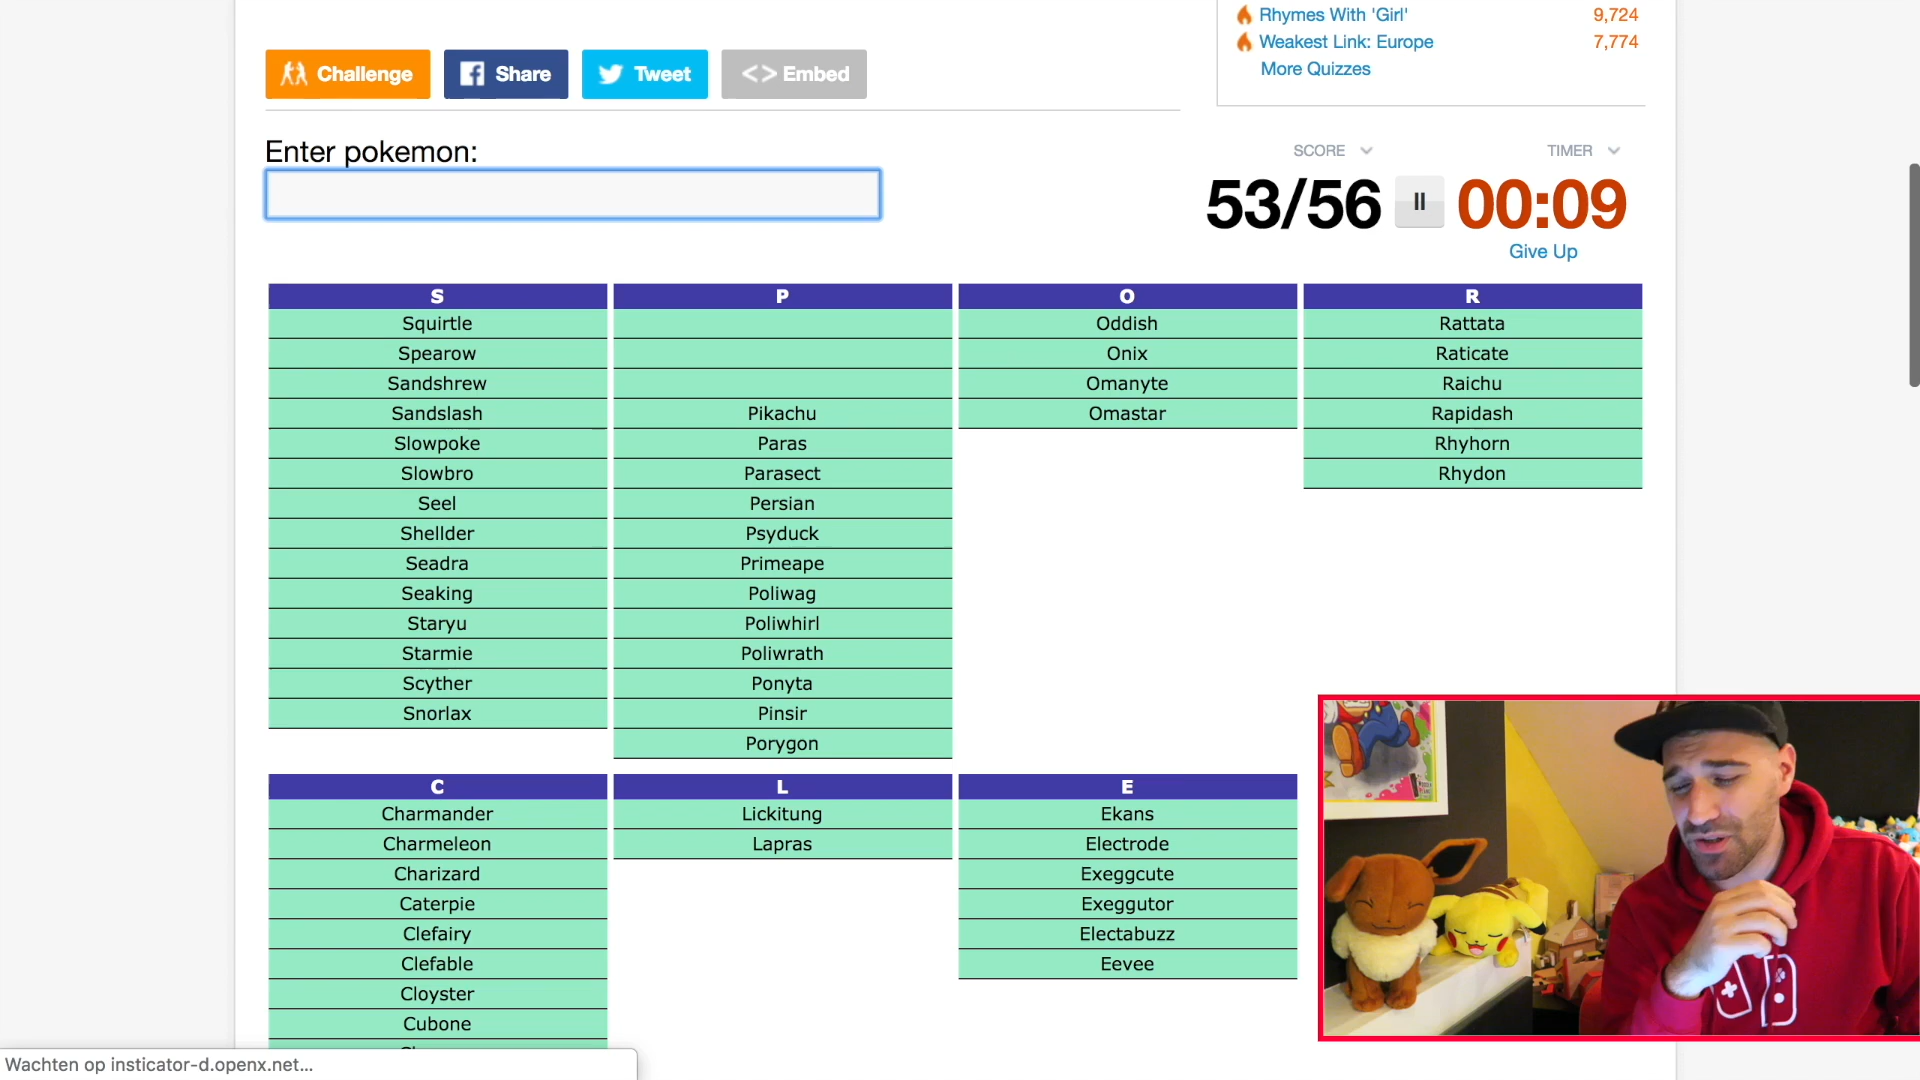 Rhymes With 'Girl' 9,724
Weakest Link: Europe 7,774
More Quizzes
Challenge Share Tweet <> Embed
Enter pokemon:
SCORE TIMER
53/56 00:09
Give Up
S P O R
Squirtle Oddish Rattata
Spearow Onix Raticate
Sandshrew Omanyte Raichu
Sandslash Pikachu Omastar Rapidash
Slowpoke Paras Rhyhorn
Slowbro Parasect Rhydon
Seel Persian
Shellder Psyduck
Seadra Primeape
Seaking Poliwag
Staryu Poliwhirl
Starmie Poliwrath
Scyther Ponyta
Snorlax Pinsir
Porygon
C L E
Charmander Lickitung Ekans
Charmeleon Lapras Electrode
Charizard Exeggcute
Caterpie Exeggutor
Clefairy Electabuzz
Clefable Eevee
Cloyster
Cubone
Wachten op insticator-d.openx.net...